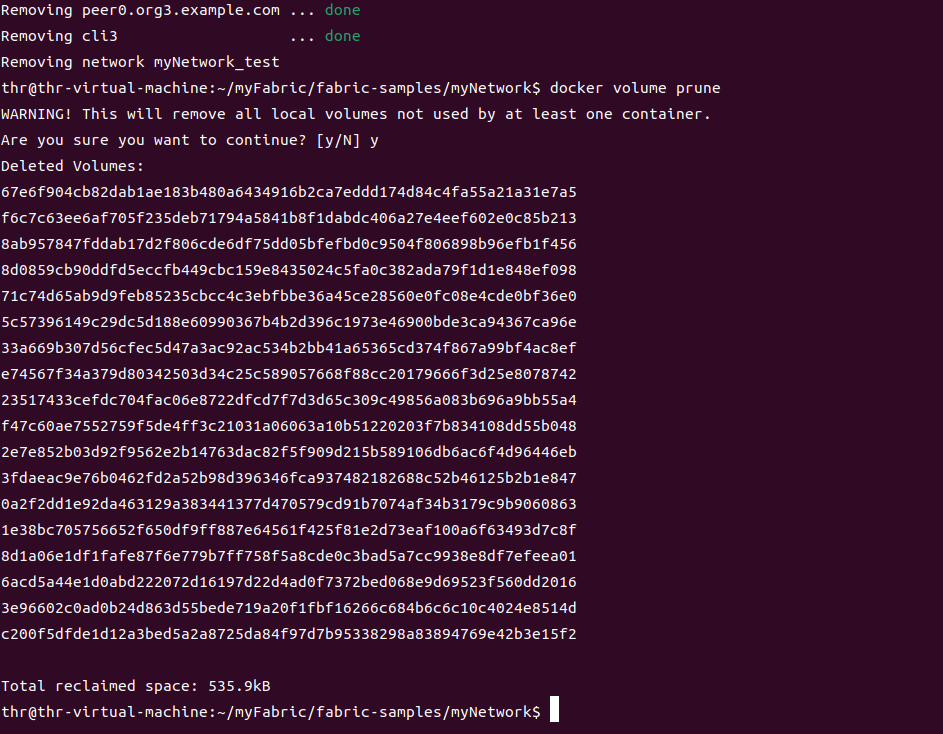 Removing peer0.org3.example.com ... done
Removing cli3                   ... done
Removing network myNetwork_test
thr@thr-virtual-machine:~/myFabric/fabric-samples/myNetwork$ docker volume prune
WARNING! This will remove all local volumes not used by at least one container.
Are you sure you want to continue? [y/N] y
Deleted Volumes:
67e6f904cb82dab1ae183b480a6434916b2ca7eddd174d84c4fa55a21a31e7a5
f6c7c63ee6af705f235deb71794a5841b8f1dabdc406a27e4eef602e0c85b213
8ab957847fddab17d2f806cde6df75dd05bfefbd0c9504f806898b96efb1f456
8d0859cb90ddfd5eccfb449cbc159e8435024c5fa0c382ada79f1d1e848ef098
71c74d65ab9d9feb85235cbcc4c3ebfbbe36a45ce28560e0fc08e4cde0bf36e0
5c57396149c29dc5d188e60990367b4b2d396c1973e46900bde3ca94367ca96e
33a669b307d56cfec5d47a3ac92ac534b2bb41a65365cd374f867a99bf4ac8ef
e74567f34a379d80342503d34c25c589057668f88cc20179666f3d25e8078742
23517433cefdc704fac06e8722dfcd7f7d3d65c309c49856a083b696a9bb55a4
f47c60ae7552759f5de4ff3c21031a06063a10b51220203f7b834108dd55b048
2e7e852b03d92f9562e2b14763dac82f5f909d215b589106db6ac6f4d96446eb
3fdaeac9e76b0462fd2a52b98d396346fca937482182688c52b46125b2b1e847
0a2f2dd1e92da463129a383441377d470579cd91b7074af34b3179c9b9060863
1e38bc705756652f650df9ff887e64561f425f81e2d73eaf100a6f63493d7c8f
8d1a06e1df1fafe87f6e779b7ff758f5a8cde0c3bad5a7cc9938e8df7efeea01
6acd5a44e1d0abd222072d16197d22d4ad0f7372bed068e9d69523f560dd2016
3e96602c0ad0b24d863d55bede719a20f1fbf16266c684b6c6c10c4024e8514d
c200f5dfde1d12a3bed5a2a8725da84f97d7b95338298a83894769e42b3e15f2
Total reclaimed space: 535.9kB
thr@thr-virtual-machine:~/myFabric/fabric-samples/myNetwork$